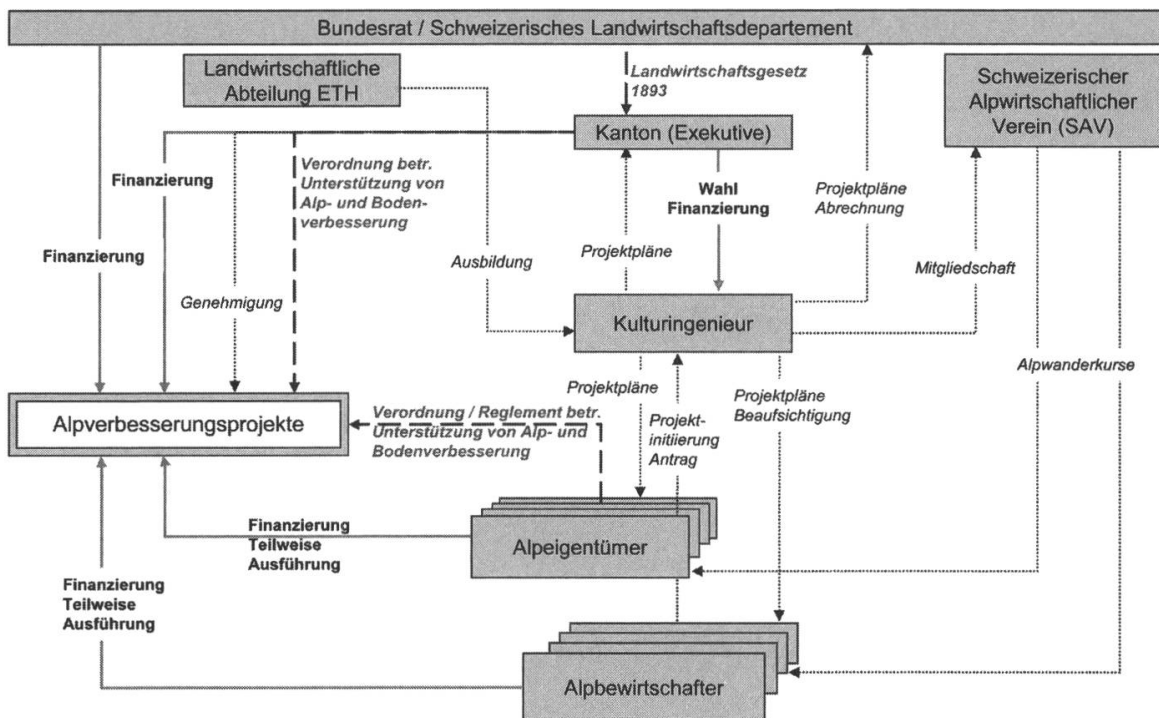 Bundesrat / Schweizerisches Landwirtschaftsdepartement
Landwirtschaftliche
Abteilung ETH
Landwirtschaftsgesetz
1893
Schweizerischer
Alpwirtschaftlicher
Verein (SAV)
Kanton (Exekutive)
Finanzierung
Verordnung betr.
Unterstützung von
Alp- und Boden-
verbesserung
Wahl
Finanzierung
Projektpläne
Abrechnung
Finanzierung
Ausbildung
Projektpläne
Mitgliedschaft
Genehmigung
Kulturingenieur
Alpwanderkurse
Projektpläne
Projektpläne
Beaufsichtigung
Alpverbesserungsprojekte
Verordnung / Reglement betr.
Unterstützung von Alp- und
Bodenverbesserung
Projekt-
initiierung
Antrag
Finanzierung
Teilweise
Ausführung
Alpeigentümer
Finanzierung
Teilweise
Ausführung
Alpbewirtschafter